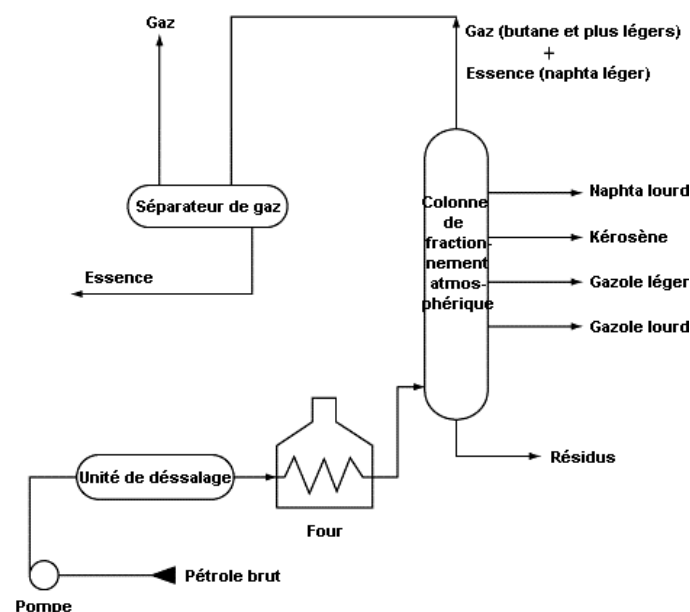 Gaz
Gaz (butane et plus légers)
+
Essence (naphta léger)
Séparateur de gaz
Essence
Colonne
de
fraction-
nement
atmos-
phérique
Naphta lourd
Kérosène
Gazole léger
Gazole lourd
Résidus
Unité de déssalage
Four
Pétrole brut
Pompe